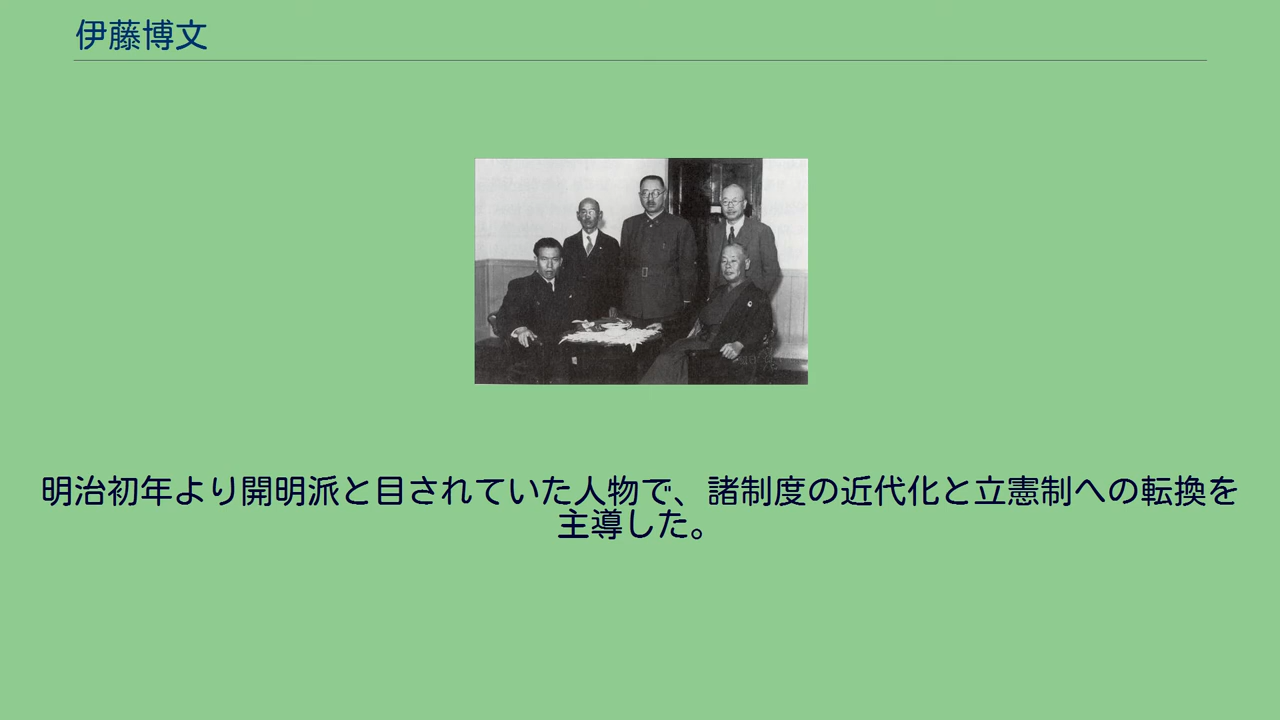 伊藤博文
明治初年より開明派と目されていた人物で、諸制度の近代化と立憲制への転換を
主導した。